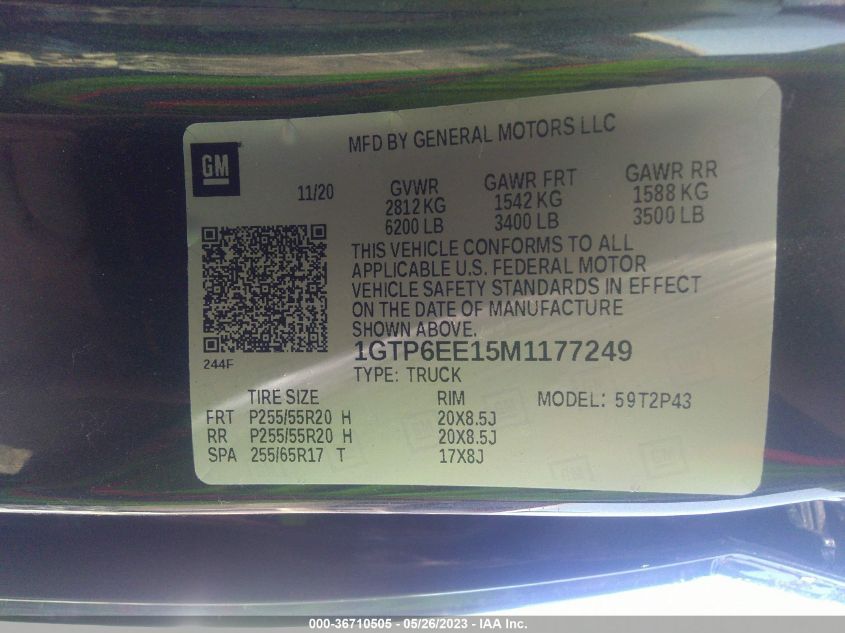 MFD BY GENERAL MOTORS LLC
GM
11/20
GVWR GAWR FRT GAWR RR
2812 KG 1542 KG 1588 KG
6200 LB 3400 LB 3500 LB
THIS VEHICLE CONFORMS TO ALL
APPLICABLE U.S. FEDERAL MOTOR
VEHICLE SAFETY STANDARDS IN EFFECT
ON THE DATE OF MANUFACTURE
SHOWN ABOVE.
244F
1GTP6EE15M1177249
TYPE: TRUCK
TIRE SIZE RIM MODEL: 59T2P43
FRT P255/55R20 H 20X8.5J
RR P255/55R20 H 20X8.5J
SPA 255/65R17 T 17X8J
000-36710505 - 05/26/2023 - IAA Inc.